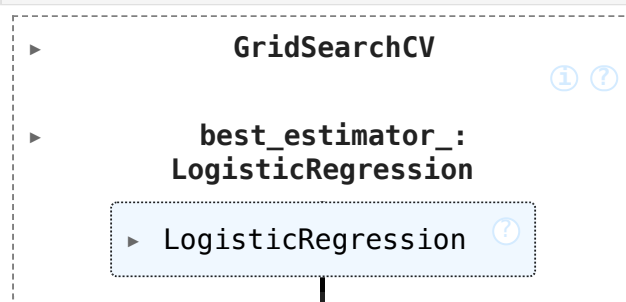 ▸ GridSearchCV
i ?
▸ best_estimator_:
LogisticRegression
▸ LogisticRegression ?